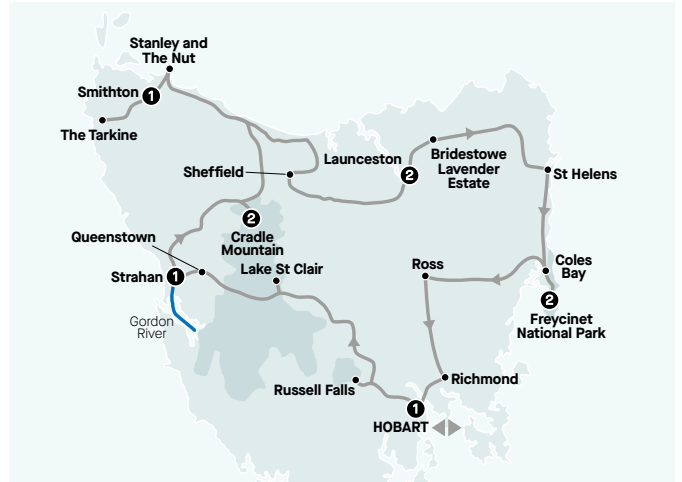 Stanley and
The Nut
Smithton
1
The Tarkine
Sheffield
Launceston
2
Bridestowe
Lavender
Estate
St Helens
2
Cradle
Mountain
Queenstown
Lake St Clair
Strahan
1
Gordon
River
Ross
Coles
Bay
2
Freycinet
National Park
Russell Falls
Richmond
1
HOBART